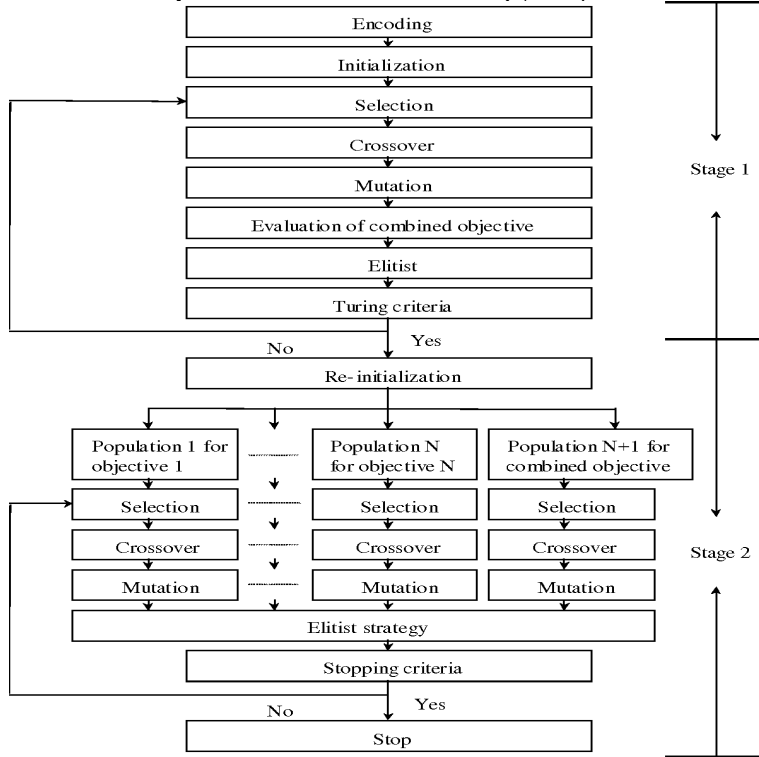 Encoding
Initialization
Selection
Crossover
Mutation
Stage 1
Evaluation of combined objective
Elitist
Turing criteria
No
Yes
Re-initialization
Population 1 for
objective 1
Population N
for objective N
Population N+1 for
combined objective
Selection
Selection
Selection
Crossover
Crossover
Crossover
Stage 2
Mutation
Mutation
Mutation
Elitist strategy
Stopping criteria
No
Yes
Stop